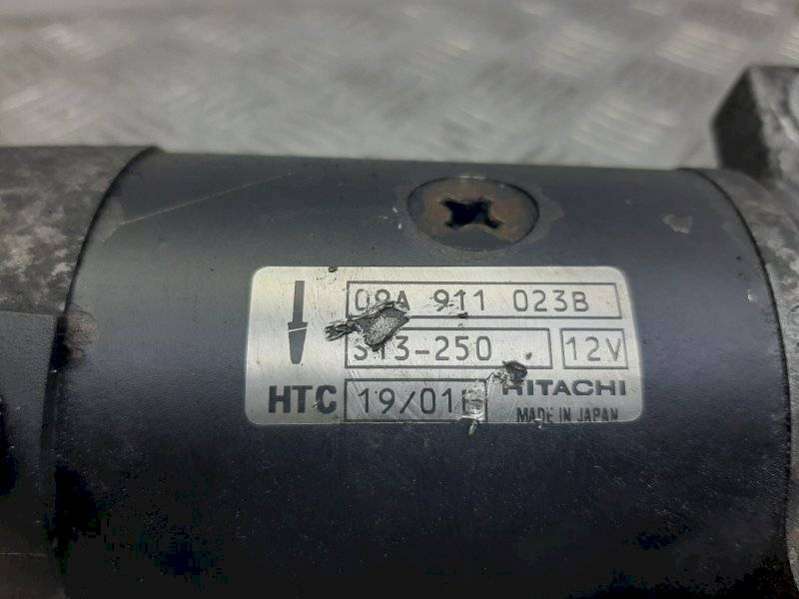 09A 911 023B
S13-250 12V
HTC 19/01 HITACHI
MADE IN JAPAN